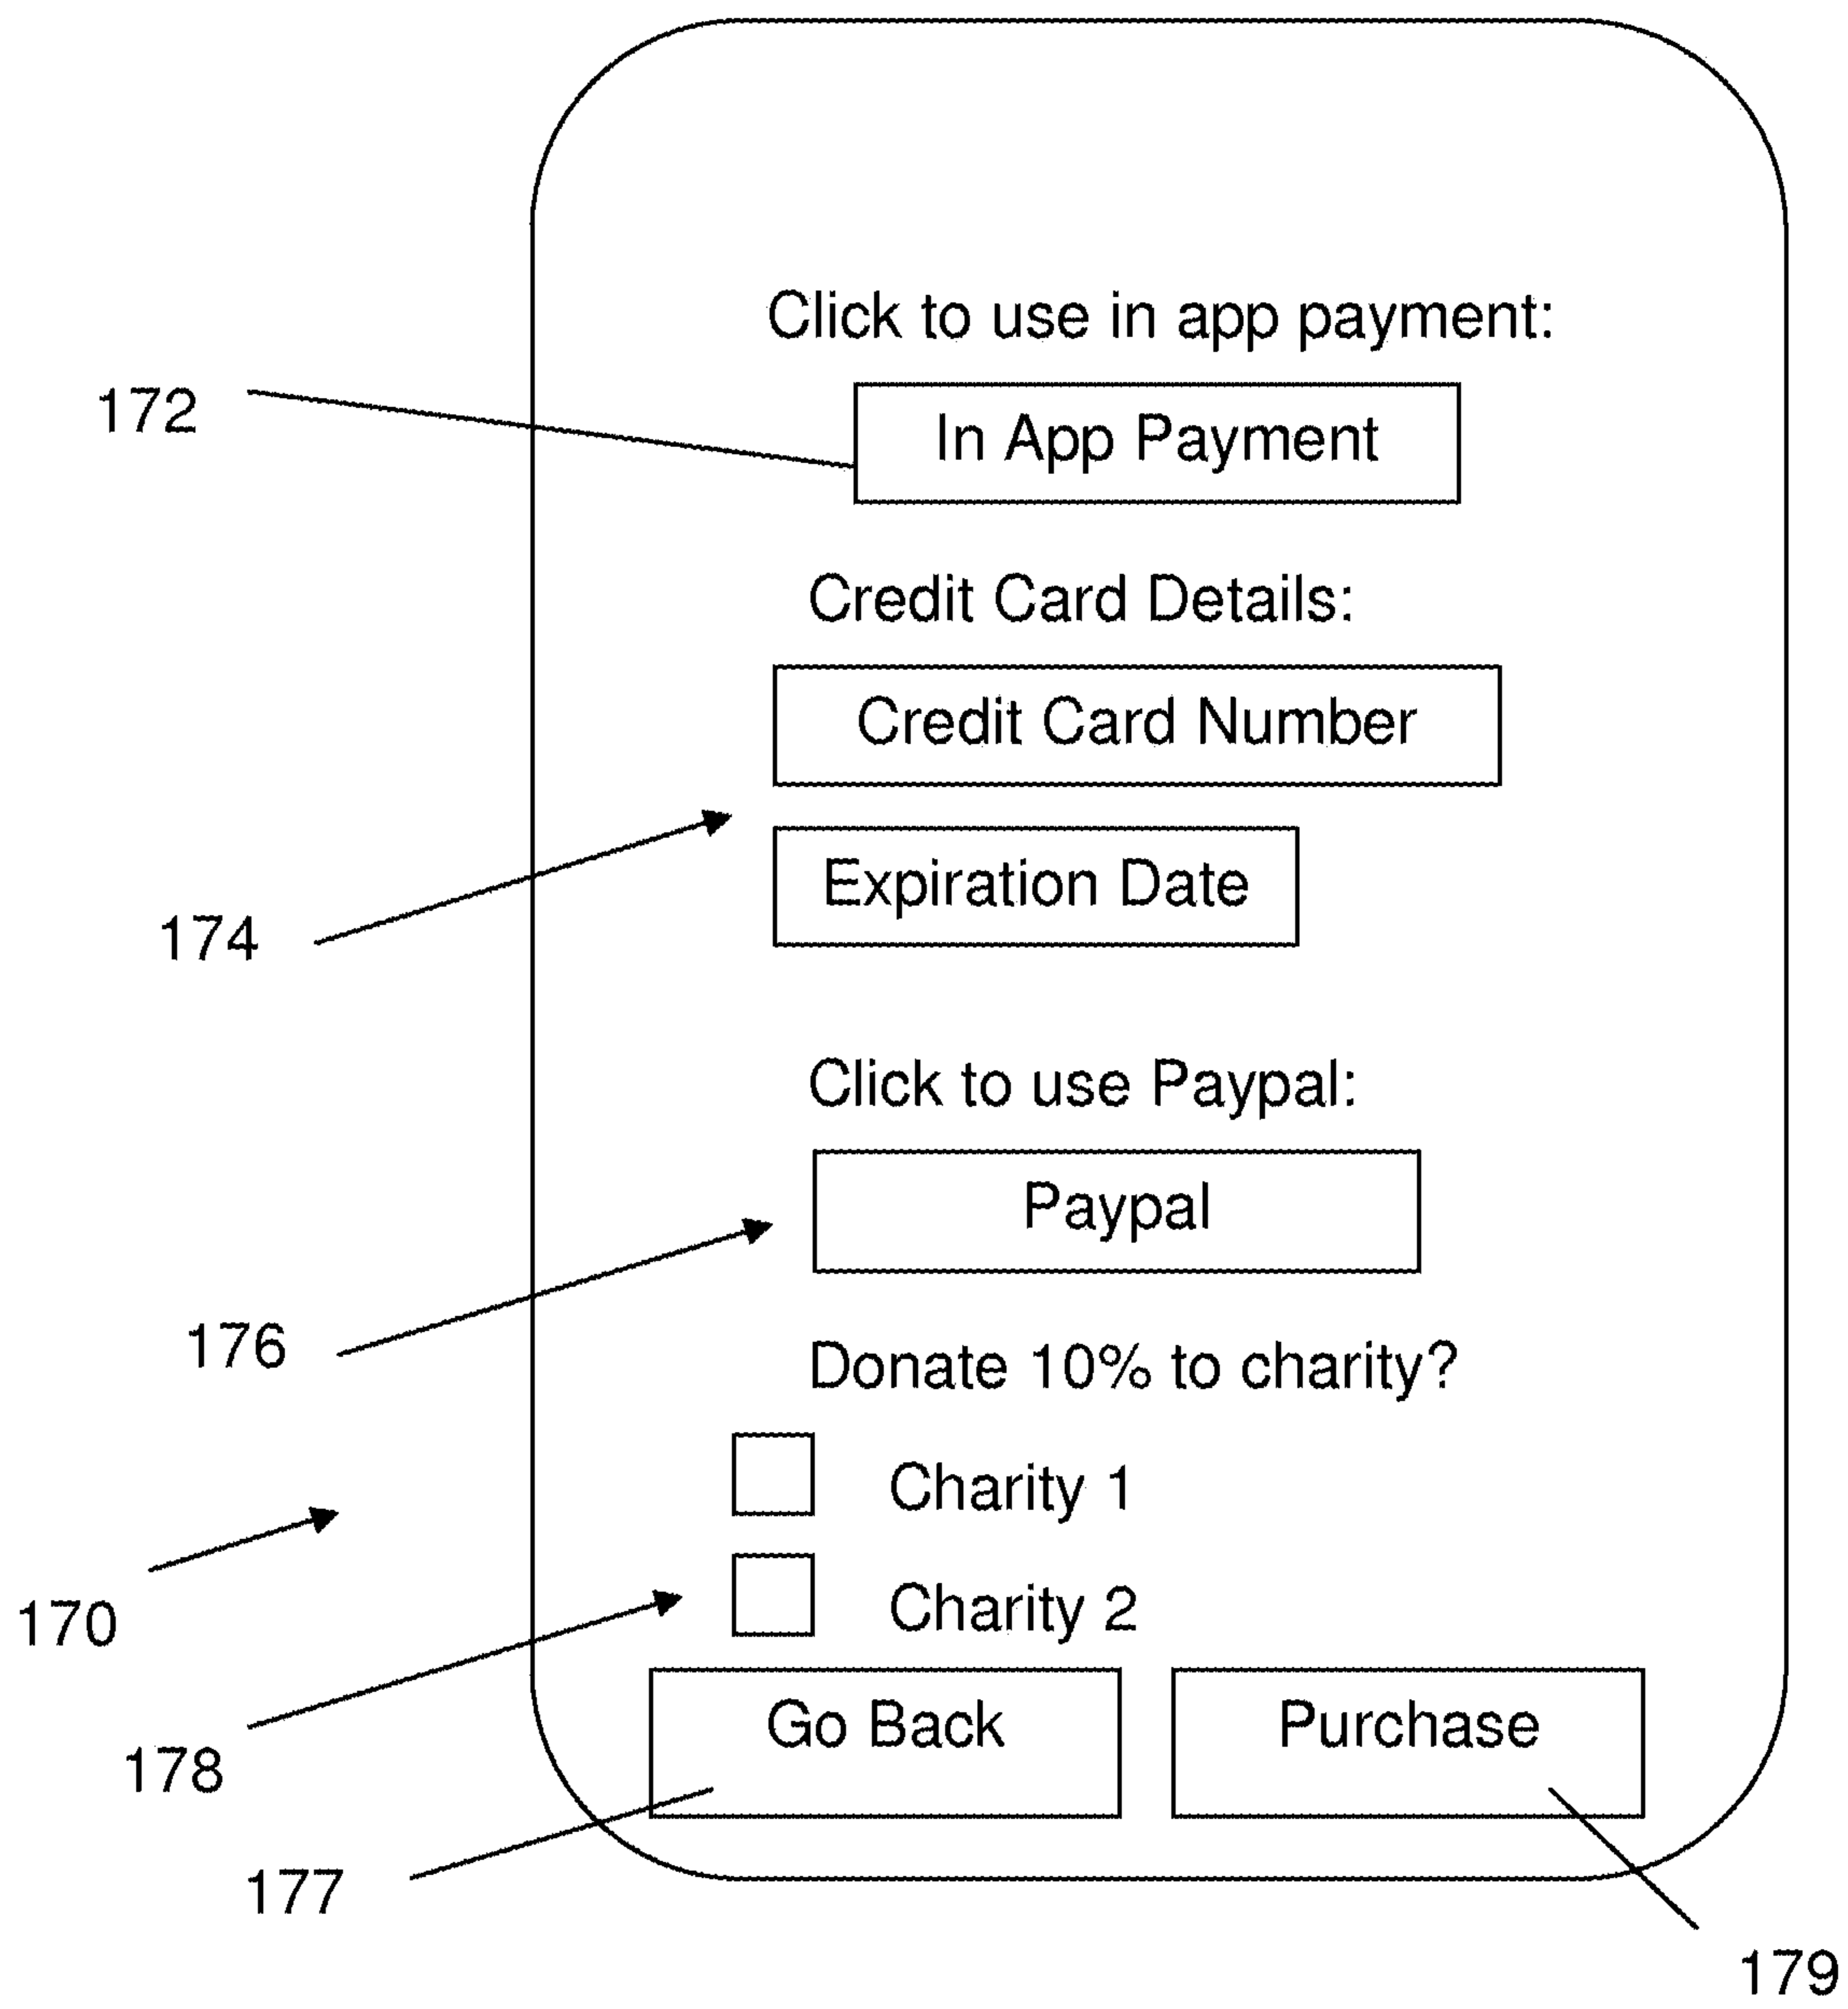 Click to use in app payment:
172
In App Payment
Credit Card Details:
Credit Card Number
Expiration Date
174
Click to use Paypal:
Paypal
176
Donate 10% to charity?
Charity 1
170
Charity 2
Go Back
Purchase
178
177
179